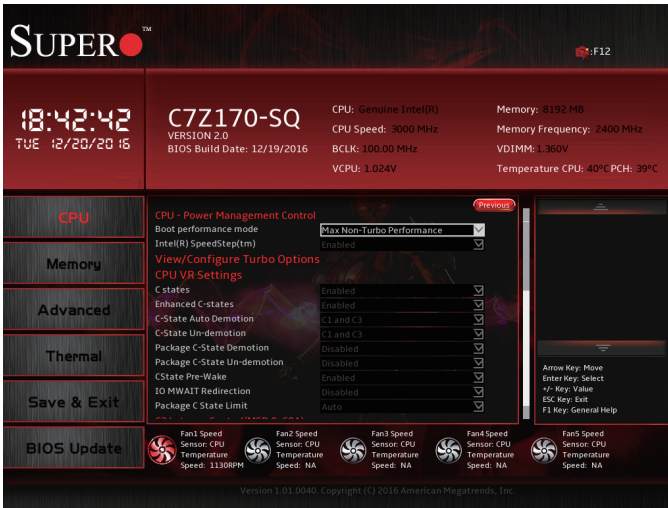 SUPER TM
:F12
18:42:42
TUE 12/20/2016
C7Z170-SQ
VERSION 2.0
BIOS Build Date: 12/19/2016
CPU: Genuine Intel(R)
CPU Speed: 3000 MHz
BCLK: 100.00 MHz
VCPU: 1.024V
Memory: 8192 MB
Memory Frequency: 2400 MHz
VDIMM: 1.360V
Temperature CPU: 40°C PCH: 39°C
CPU
Memory
Advanced
Thermal
Save & Exit
BIOS Update
Previous
CPU - Power Management Control
Boot performance mode Max Non-Turbo Performance
Intel(R) SpeedStep(tm) Enabled
View/Configure Turbo Options
CPU VR Settings
C states Enabled
Enhanced C-states Enabled
C-State Auto Demotion C1 and C3
C-State Un-demotion C1 and C3
Package C-State Demotion Disabled
Package C-State Un-demotion Disabled
CState Pre-Wake Enabled
IO MWAIT Redirection Disabled
Package C State Limit Auto
Arrow Key: Move
Enter Key: Select
+/- Key: Value
ESC Key: Exit
F1 Key: General Help
Fan1 Speed
Sensor: CPU
Temperature
Speed: 1130RPM
Fan2 Speed
Sensor: CPU
Temperature
Speed: NA
Fan3 Speed
Sensor: CPU
Temperature
Speed: NA
Fan4 Speed
Sensor: CPU
Temperature
Speed: NA
Fan5 Speed
Sensor: CPU
Temperature
Speed: NA
Version 1.01.0040. Copyright (C) 2016 American Megatrends, Inc.